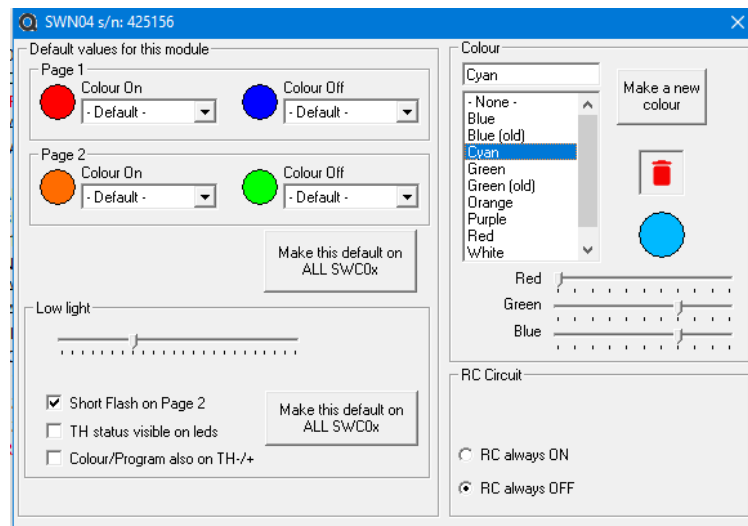 SWN04 s/n: 425156
Default values for this module
Page 1
Colour On
Colour Off
- Default -
- Default -
Page 2
Colour On
Colour Off
- Default -
- Default -
Make this default on
ALL SWC0x
Low light
Short Flash on Page 2
TH status visible on leds
Colour/Program also on TH-/+
Make this default on
ALL SWC0x
Colour
Cyan
- None -
Blue
Blue (old)
Cyan
Green
Green (old)
Orange
Purple
Red
White
Make a new
colour
Red
Green
Blue
RC Circuit
RC always ON
RC always OFF